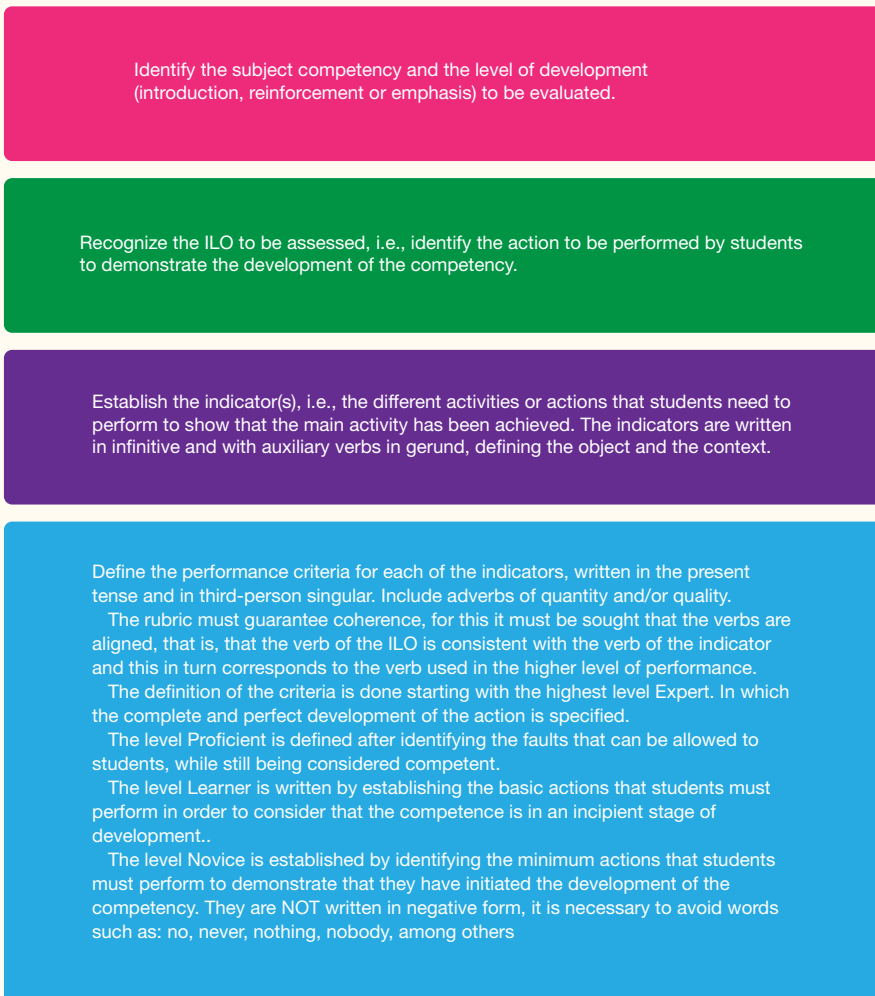 Identify the subject competency and the level of development
(introduction, reinforcement or emphasis) to be evaluated.
Recognize the ILO to be assessed, i.e., identify the action to be performed by students
to demonstrate the development of the competency.
Establish the indicator(s), i.e., the different activities or actions that students need to
perform to show that the main activity has been achieved. The indicators are written
in infinitive and with auxiliary verbs in gerund, defining the object and the context.
Define the performance criteria for each of the indicators, written in the present
tense and in third-person singular. Include adverbs of quantity and/or quality.
The rubric must guarantee coherence, for this it must be sought that the verbs are
aligned, that is, that the verb of the ILO is consistent with the verb of the indicator
and this in turn corresponds to the verb used in the higher level of performance.
The definition of the criteria is done starting with the highest level Expert. In which
the complete and perfect development of the action is specified.
The level Proficient is defined after identifying the faults that can be allowed to
students, while still being considered competent.
The level Learner is written by establishing the basic actions that students must
perform in order to consider that the competence is in an incipient stage of
development..
The level Novice is established by identifying the minimum actions that students
must perform to demonstrate that they have initiated the development of the
competency. They are NOT written in negative form, it is necessary to avoid words
such as: no, never, nothing, nobody, among others